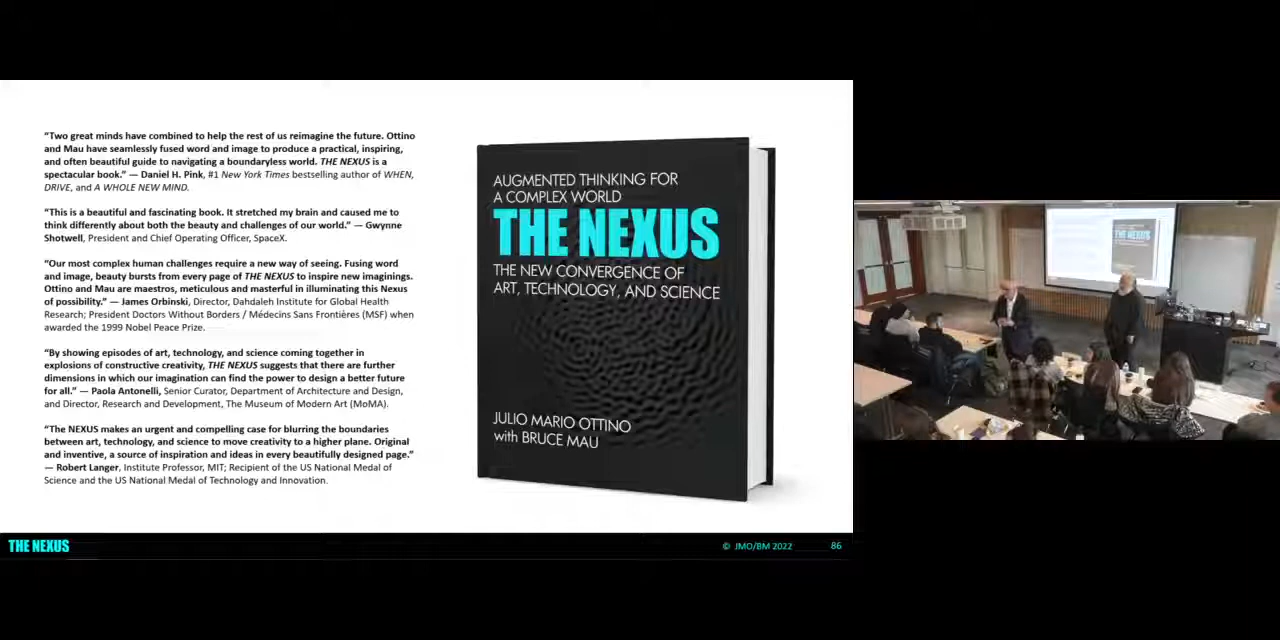 “Two great minds have combined to help the rest of us reimagine the future. Ottino
and Mau have seamlessly fused word and image to produce a practical, inspiring,
and often beautiful guide to navigating a boundaryless world. THE NEXUS is a
spectacular book.” — Daniel H. Pink, #1 New York Times bestselling author of WHEN,
DRIVE, and A WHOLE NEW MIND.
“This is a beautiful and fascinating book. It stretched my brain and caused me to
think differently about both the beauty and challenges of our world.” — Gwynne
Shotwell, President and Chief Operating Officer, SpaceX.
“Our most complex human challenges require a new way of seeing. Fusing word
and image, beauty bursts from every page of THE NEXUS to inspire new imaginings.
Ottino and Mau are maestros, meticulous and masterful in illuminating this Nexus
of possibility.” — James Orbinski, Director, Dahdaleh Institute for Global Health
Research; President Doctors Without Borders / Médecins Sans Frontières (MSF) when
awarded the 1999 Nobel Peace Prize.
“By showing episodes of art, technology, and science coming together in
explosions of constructive creativity, THE NEXUS suggests that there are further
dimensions in which our imagination can find the power to design a better future
for all.” — Paola Antonelli, Senior Curator, Department of Architecture and Design,
and Director, Research and Development, The Museum of Modern Art (MoMA).
“The NEXUS makes an urgent and compelling case for blurring the boundaries
between art, technology, and science to move creativity to a higher plane. Original
and inventive, a source of inspiration and ideas in every beautifully designed page.”
— Robert Langer, Institute Professor, MIT; Recipient of the US National Medal of
Science and the US National Medal of Technology and Innovation.
AUGMENTED THINKING FOR
A COMPLEX WORLD
THE NEXUS
THE NEW CONVERGENCE OF
ART, TECHNOLOGY, AND SCIENCE
JULIO MARIO OTTINO
with BRUCE MAU
THE NEXUS
© JMO/BM 2022
86
THE NEXUS